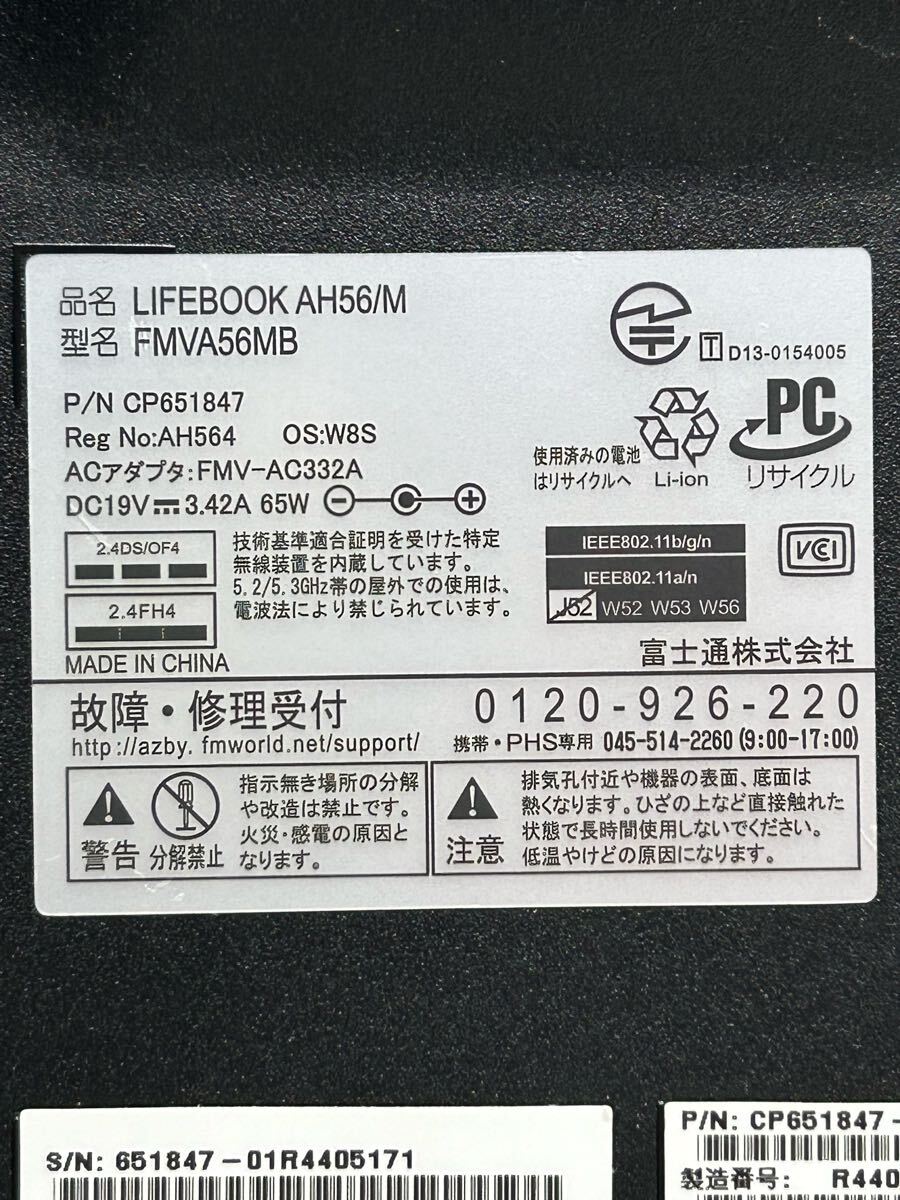 品名 LIFEBOOK AH56/M
型名 FMVA56MB
T D13-0154005
P/N CP651847
Reg No:AH564 OS:W8S
ACアダプタ:FMV-AC332A
DC19V 3.42A 65W
使用済みの電池
はリサイクルへ
Li-ion
PC
リサイクル
2.4DS/OF4
2.4FH4
技術基準適合証明を受けた特定
無線装置を内蔵しています。
5.2/5.3GHz帯の屋外での使用は、
電波法により禁じられています。
IEEE802.11b/g/n
IEEE802.11a/n
J52 W52 W53 W56
VCI
MADE IN CHINA
富士通株式会社
故障・修理受付 0120-926-220
http://azby.fmworld.net/support/ 携帯・PHS専用 045-514-2260 (9:00-17:00)
警告
分解禁止
指示無き場所の分解
や改造は禁止です。
火災・感電の原因と
なります。
注意
排気孔付近や機器の表面、底面は
熱くなります。ひざの上など直接触れた
状態で長時間使用しないでください。
低温やけどの原因になります。
S/N: 651847-01R4405171
P/N: CP651847-
製造番号: R440